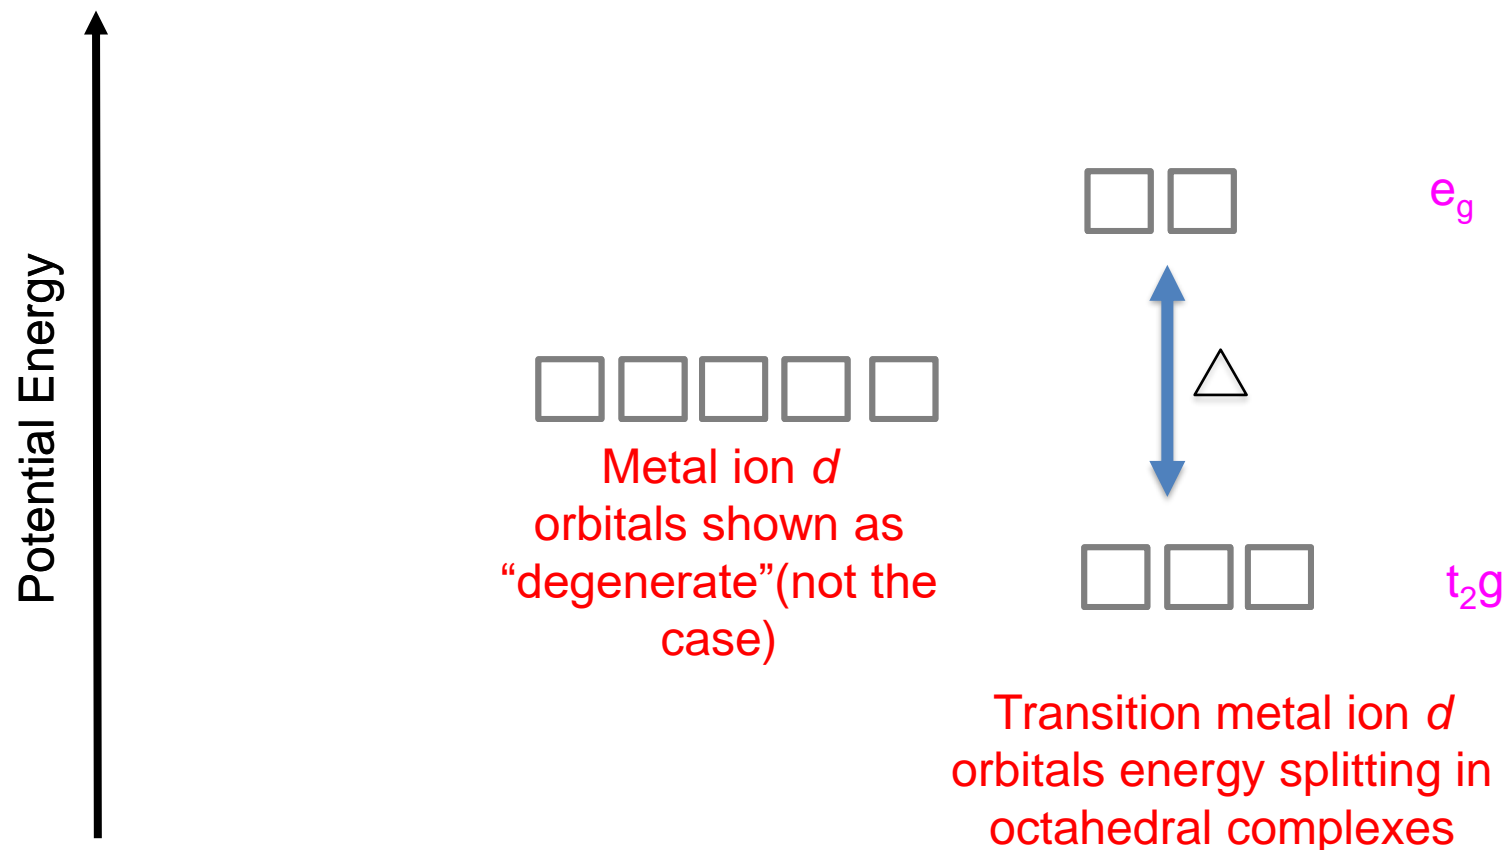 Potential Energy
e_g
△
Metal ion d
orbitals shown as
“degenerate”(not the
case)
t₂g
Transition metal ion d
orbitals energy splitting in
octahedral complexes